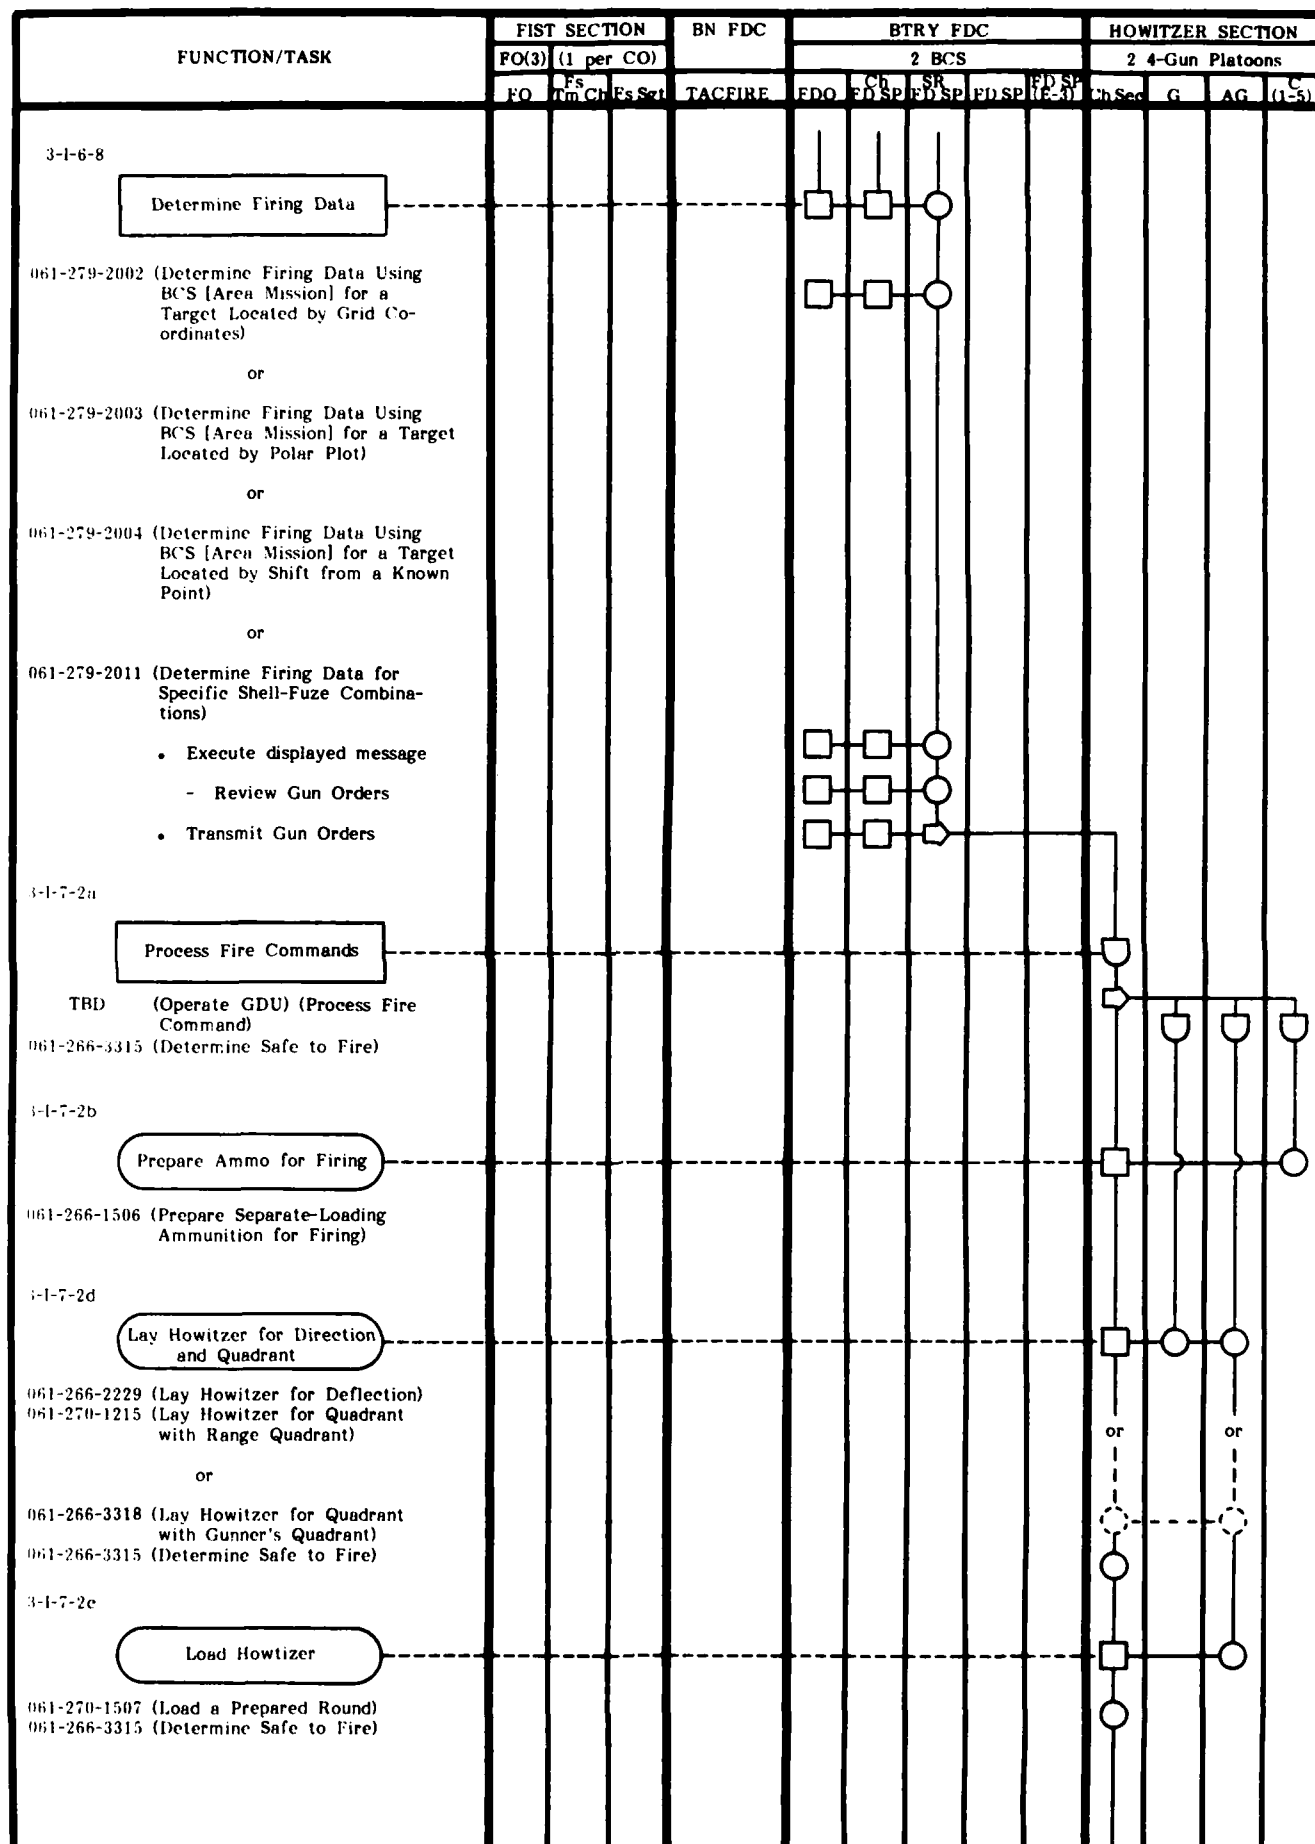 FUNCTION/TASK
FIST SECTION
BN FDC
BTRY FDC
HOWITZER SECTION
FO(3) (1 per CO)
2 BCS
2 4-Gun Platoons
FO
Fs Tm Ch
Fs Sgt
TACFIRE
FDO
Ch FD SP
SR FD SP
FD SP
FD SP (E-3)
Ch Sec
G
AG
C (1-5)
3-1-6-8
Determine Firing Data
061-279-2002 (Determine Firing Data Using
BCS [Area Mission] for a
Target Located by Grid Co-
ordinates)
or
061-279-2003 (Determine Firing Data Using
BCS [Area Mission] for a Target
Located by Polar Plot)
or
061-279-2004 (Determine Firing Data Using
BCS [Area Mission] for a Target
Located by Shift from a Known
Point)
or
061-279-2011 (Determine Firing Data for
Specific Shell-Fuze Combina-
tions)
• Execute displayed message
- Review Gun Orders
• Transmit Gun Orders
3-1-7-2a
Process Fire Commands
TBD (Operate GDU) (Process Fire
Command)
061-266-3315 (Determine Safe to Fire)
3-1-7-2b
Prepare Ammo for Firing
061-266-1506 (Prepare Separate-Loading
Ammunition for Firing)
3-1-7-2d
Lay Howitzer for Direction
and Quadrant
061-266-2229 (Lay Howitzer for Deflection)
061-270-1215 (Lay Howitzer for Quadrant
with Range Quadrant)
or
or
or
061-266-3318 (Lay Howitzer for Quadrant
with Gunner's Quadrant)
061-266-3315 (Determine Safe to Fire)
3-1-7-2e
Load Howtizer
061-270-1507 (Load a Prepared Round)
061-266-3315 (Determine Safe to Fire)